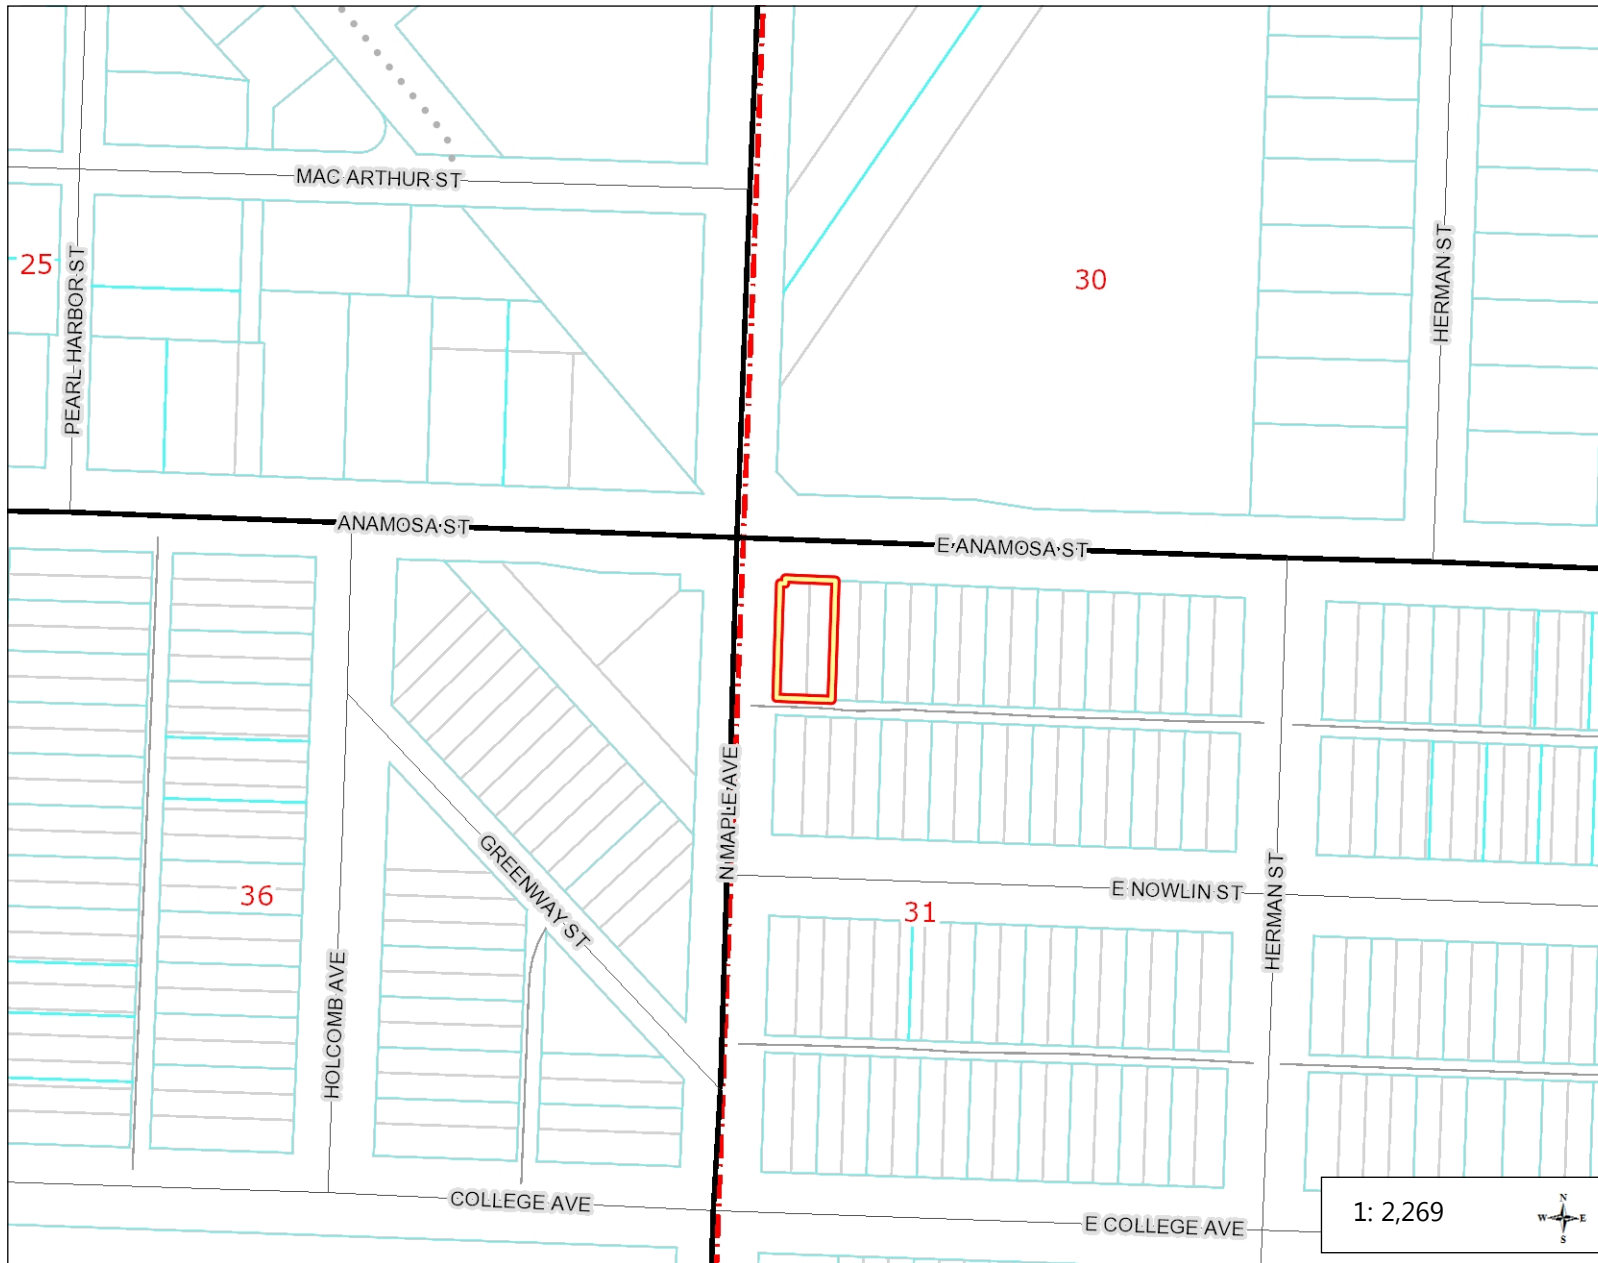 MAC ARTHUR ST
PEARL HARBOR ST
25
30
HERMAN ST
ANAMOSA ST
E ANAMOSA ST
N MAPLE AVE
GREENWAY ST
36
HOLCOMB AVE
E NOWLIN ST
31
HERMAN ST
COLLEGE AVE
E COLLEGE AVE
1: 2,269
N
W E
S